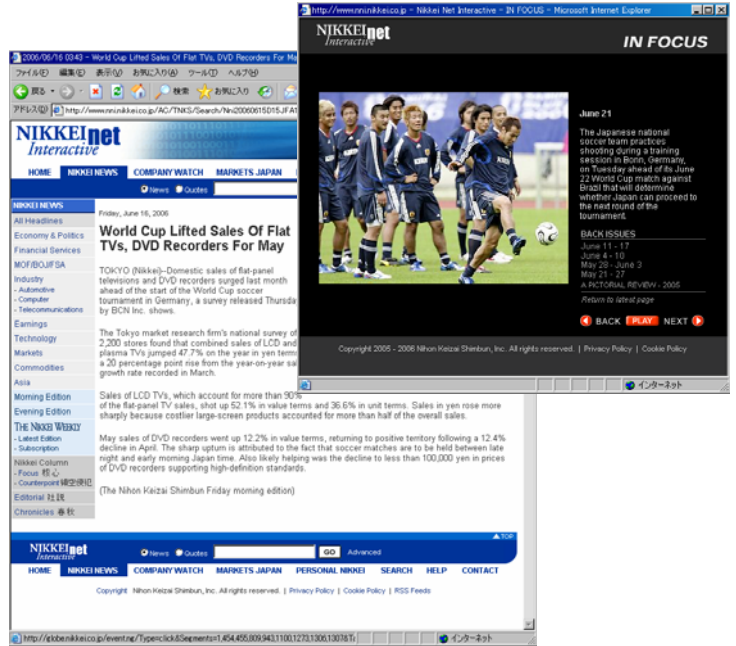 http://www.nni.nikkei.co.jp - Nikkei Net Interactive - IN FOCUS - Microsoft Internet Explorer
NIKKEI net
Interactive
IN FOCUS
June 21
The Japanese national
soccer team practices
shooting during a training
session in Bonn, Germany,
on Tuesday ahead of its June
22 World Cup match against
Brazil that will determine
whether Japan can proceed to
the next round of the
tournament.
BACK ISSUES
June 11 - 17
June 4 - 10
May 28 - June 3
May 21 - 27
A PICTORIAL REVIEW - 2005
Return to latest page
BACK PLAY NEXT
Copyright 2005 - 2006 Nihon Keizai Shimbun, Inc. All rights reserved. | Privacy Policy | Cookie Policy
インターネット
2006/06/16 0343 - World Cup Lifted Sales Of Flat TVs, DVD Recorders For Ma
ファイル(F) 編集(E) 表示(V) お気に入り(A) ツール(T) ヘルプ(H)
戻る 検索 お気に入り
アドレス(D) http://www.nni.nikkei.co.jp/AC/TNKS/Search/Nni20060615D15JFA1
NIKKEI net
Interactive
HOME NIKKEI NEWS COMPANY WATCH MARKETS JAPAN
News Quotes
NIKKEI NEWS
All Headlines
Economy & Politics
Financial Services
MOF/BOJ/FSA
Industry
- Automotive
- Computer
- Telecommunications
Earnings
Technology
Markets
Commodities
Asia
Morning Edition
Evening Edition
THE NIKKEI WEEKLY
- Latest Edition
- Subscription
Nikkei Column
- Focus 核心
- Counterpoint
Editorial 社説
Chronicles 春秋
Friday, June 16, 2006
World Cup Lifted Sales Of Flat
TVs, DVD Recorders For May
TOKYO (Nikkei)--Domestic sales of flat-panel
televisions and DVD recorders surged last month
ahead of the start of the World Cup soccer
tournament in Germany, a survey released Thursda
by BCN Inc. shows.
The Tokyo market research firm's national survey of
2,200 stores found that combined sales of LCD and
plasma TVs jumped 47.7% on the year in yen terms
a 20 percentage point rise from the year-on-year sal
growth rate recorded in March.
Sales of LCD TVs, which account for more than 90%
of the flat-panel TV sales, shot up 52.1% in value terms and 36.6% in unit terms. Sales in yen rose more
sharply because costlier large-screen products accounted for more than half of the overall sales.
May sales of DVD recorders went up 12.2% in value terms, returning to positive territory following a 12.4%
decline in April. The sharp upturn is attributed to the fact that soccer matches are to be held between late
night and early morning Japan time. Also likely helping was the decline to less than 100,000 yen in prices
of DVD recorders supporting high-definition standards.
(The Nihon Keizai Shimbun Friday morning edition)
TOP
NIKKEI net
Interactive
News Quotes GO Advanced
HOME NIKKEI NEWS COMPANY WATCH MARKETS JAPAN PERSONAL NIKKEI SEARCH HELP CONTACT
Copyright Nihon Keizai Shimbun, Inc. All rights reserved. | Privacy Policy | Cookie Policy | RSS Feeds
http://globe.nikkei.co.jp/event.ng/Type=click&Segments=1,454,455,809,943,1100,1273,1306,1307&T
インターネット